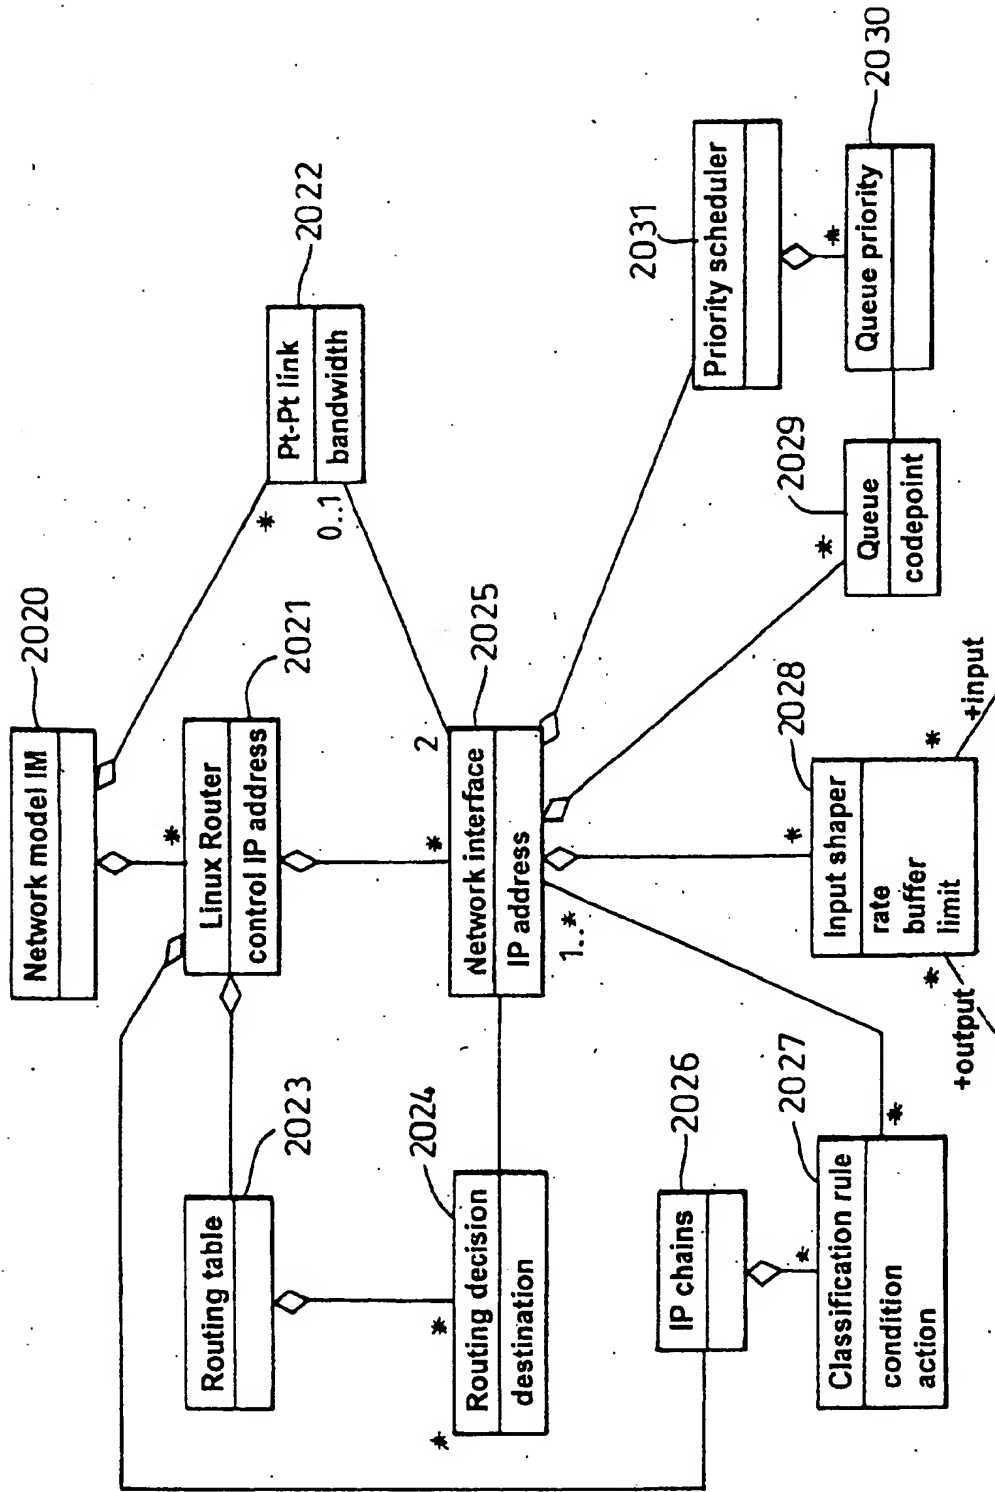 2020
Network model IM
2022
Pt-Pt link
bandwidth
*
0..1
*
2021
Linux Router
control IP address
2023
Routing table
*
2
2025
Network interface
IP address
1..*
2024
Routing decision
destination
*
*
2031
Priority scheduler
*
2030
Queue priority
2029
*
Queue
codepoint
2026
IP chains
*
2027
Classification rule
condition
action
*
2028
*
Input shaper
rate
buffer
limit
*
+output
*
+input